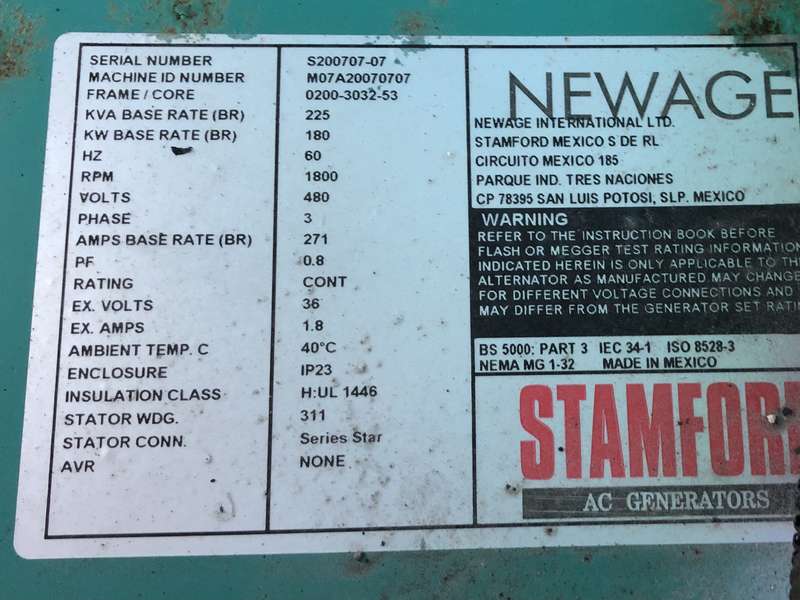 SERIAL NUMBER S200707-07
MACHINE ID NUMBER M07A20070707
FRAME / CORE 0200-3032-53
KVA BASE RATE (BR) 225
KW BASE RATE (BR) 180
HZ 60
RPM 1800
VOLTS 480
PHASE 3
AMPS BASE RATE (BR) 271
PF 0.8
RATING CONT
EX. VOLTS 36
EX. AMPS 1.8
AMBIENT TEMP. C 40°C
ENCLOSURE IP23
INSULATION CLASS H:UL 1446
STATOR WDG. 311
STATOR CONN. Series Star
AVR NONE
NEWAGE
NEWAGE INTERNATIONAL LTD.
STAMFORD MEXICO S DE RL
CIRCUITO MEXICO 185
PARQUE IND. TRES NACIONES
CP 78395 SAN LUIS POTOSI, SLP. MEXICO
WARNING
REFER TO THE INSTRUCTION BOOK BEFORE
FLASH OR MEGGER TEST RATING INFORMATION
INDICATED HEREIN IS ONLY APPLICABLE TO THE
ALTERNATOR AS MANUFACTURED MAY CHANGE
FOR DIFFERENT VOLTAGE CONNECTIONS AND
MAY DIFFER FROM THE GENERATOR SET
BS 5000: PART 3 IEC 34-1 ISO 8528-3
NEMA MG 1-32 MADE IN MEXICO
STAMFORD
AC GENERATORS